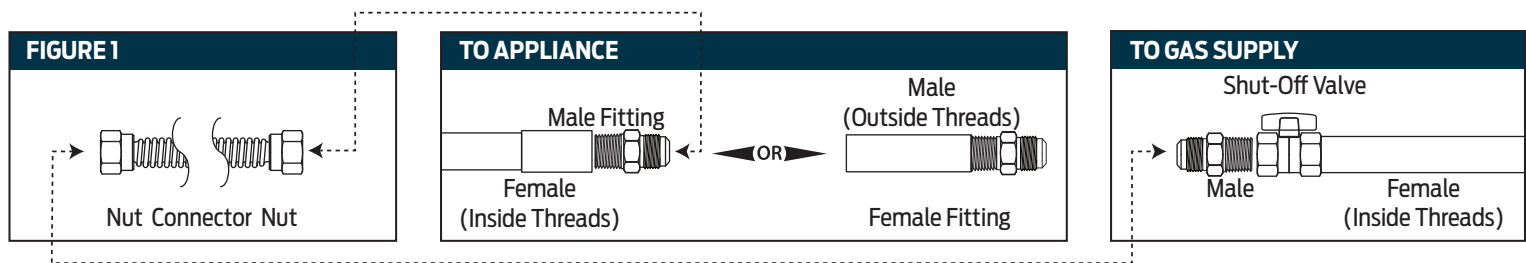 FIGURE 1
Nut Connector Nut
TO APPLIANCE
Male Fitting
Female
(Inside Threads)
OR
Male
(Outside Threads)
Female Fitting
TO GAS SUPPLY
Shut-Off Valve
Male
Female
(Inside Threads)